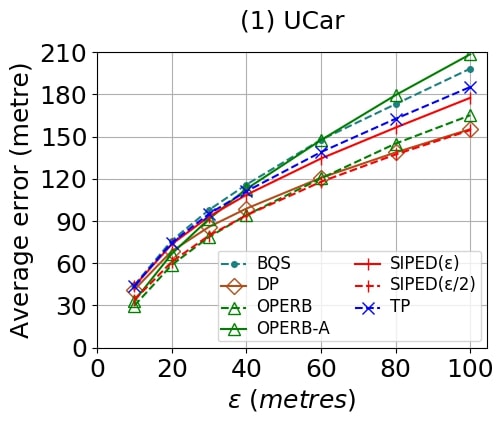 (1) UCar
Average error (metre)
210
180
150
120
90
60
30
0
BQS
DP
OPERB
OPERB-A
SIPED(ε)
SIPED(ε/2)
TP
0 20 40 60 80 100
ε (metres)